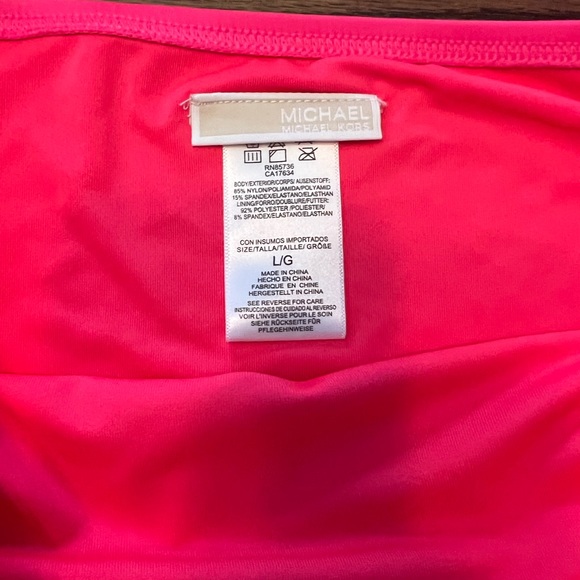 MICHAEL
MICHAEL KORS
RN85736
CA17634
BODY/EXTERIOR/CORPS/ AUSENSTOFF:
85% NYLON/POLIAMIDA/POLYAMID
15% SPANDEX/ELASTANO/ELASTHAN
LINING/FORRO/DOUBLURE/FUTTER:
92% POLYESTER /POLIESTER/
8% SPANDEX/ELASTANO/ELASTHAN
CON INSUMOS IMPORTADOS
SIZE/TALLA/TAILLE/ GRÖßE
L/G
MADE IN CHINA
HECHO EN CHINA
FABRIQUE EN CHINE
HERGESTELLT IN CHINA
SEE REVERSE FOR CARE
INSTRUCCIONES DE CUIDADO AL REVERSO
VOIR L'INVERSE POUR LE SOIN
SIEHE RÜCKSEITE FÜR
PFLEGEHINWEIS.